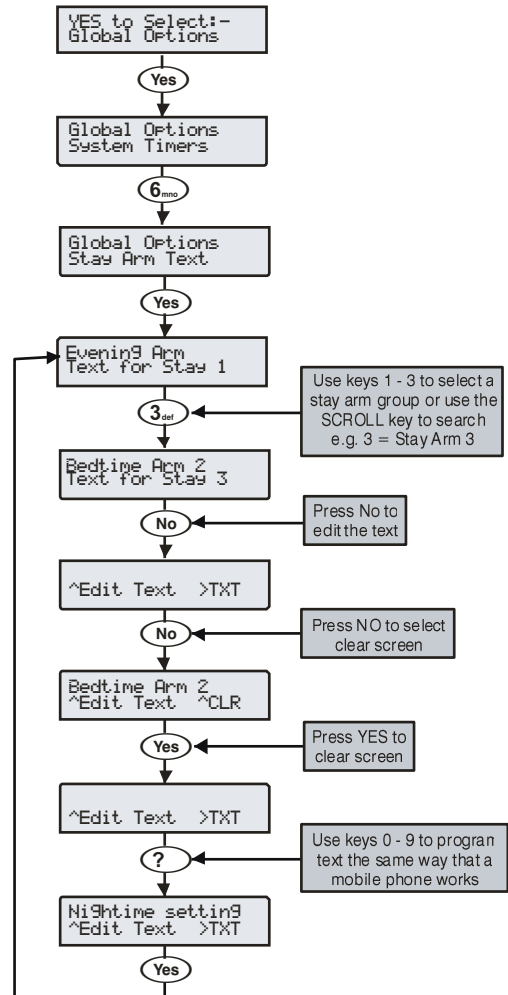 YES to Select:-
Global Options
Yes
Global Options
System Timers
6mno
Global Options
Stay Arm Text
Yes
Evening Arm
Text for Stay 1
3def
Use keys 1 - 3 to select a
stay arm group or use the
SCROLL key to search
e.g. 3 = Stay Arm 3
Bedtime Arm 2
Text for Stay 3
No
Press No to
edit the text
^Edit Text >TXT
No
Press NO to select
clear screen
Bedtime Arm 2
^Edit Text ^CLR
Yes
Press YES to
clear screen
^Edit Text >TXT
?
Use keys 0 - 9 to program
text the same way that a
mobile phone works
Nightime setting
^Edit Text >TXT
Yes